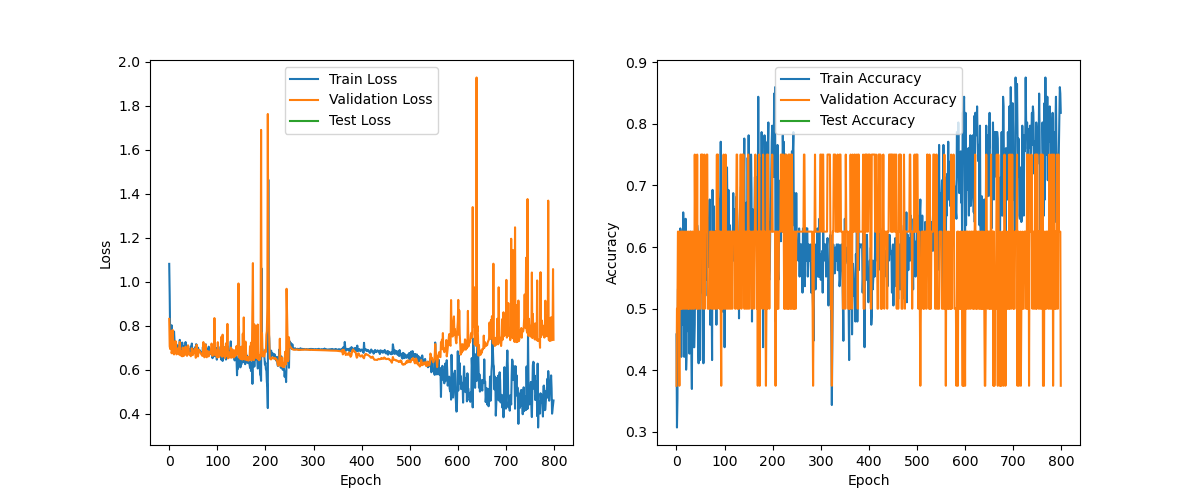 2.0
1.8
1.6
1.4
1.2
1.0
0.8
0.6
0.4
Loss
0 100 200 300 400 500 600 700 800
Epoch
Train Loss
Validation Loss
Test Loss
0.9
0.8
0.7
0.6
0.5
0.4
0.3
Accuracy
0 100 200 300 400 500 600 700 800
Epoch
Train Accuracy
Validation Accuracy
Test Accuracy